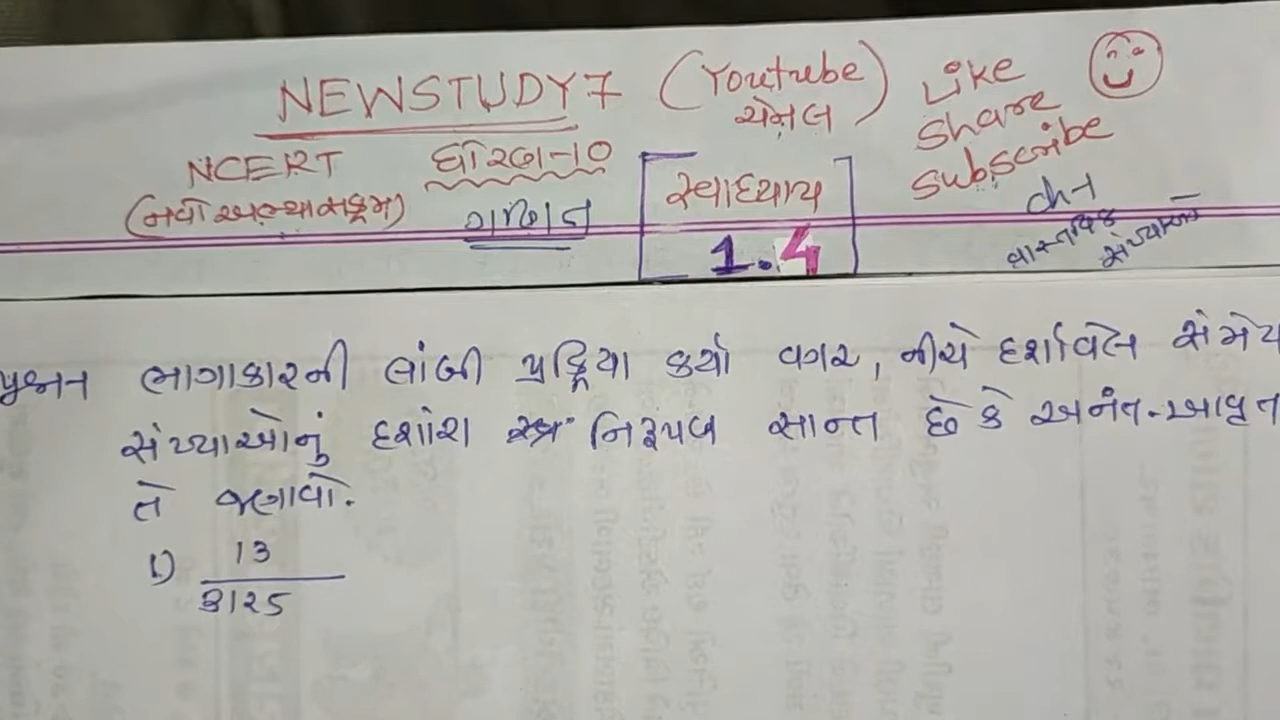 NEWSTUDY7 (Youtube ચેનલ)
Like
Share
Subscribe
NCERT
(નવો અભ્યાસક્રમ)
ધોરણ-10
ગણિત
સ્વાધ્યાય
1.4
ch-1
વાસ્તવિક સંખ્યાઓ
પ્રશ્ન ભાગાકારની લાંબી પ્રક્રિયા કર્યા વગર, નીચે દર્શાવેલ સંમેય
સંખ્યાઓનું દશાંશ નિરૂપણ સાન્ત છે કે અનંત-આવૃત
તે જણાવો.
1) 13
૩૧૨૫